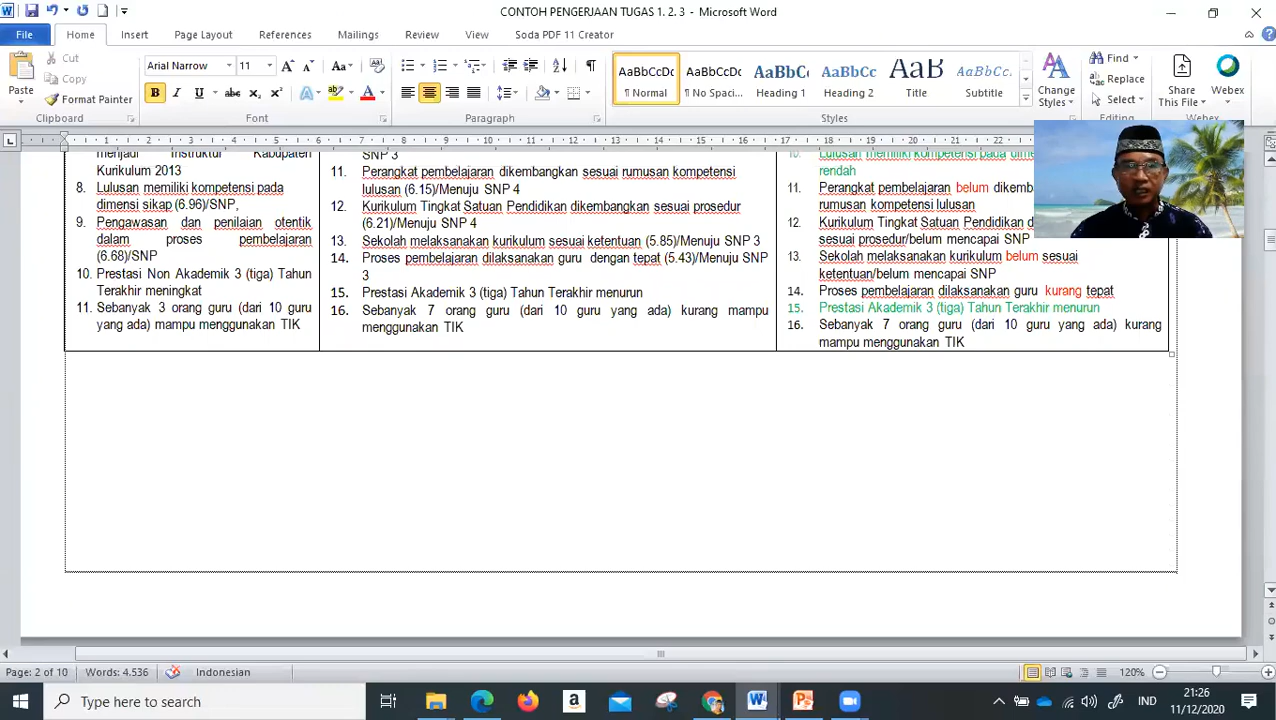 CONTOH PENGERJAAN TUGAS 1. 2. 3 - Microsoft Word
File Home Insert Page Layout References Mailings Review View Soda PDF 11 Creator
Paste
Cut
Copy
Format Painter
Clipboard
Arial Narrow 11
Font
Paragraph
AaBbCcDc AaBbCcDc AaBbCc AaBbCc AaB AaBbCcDc
¶ Normal ¶ No Spaci... Heading 1 Heading 2 Title Subtitle
Change Styles
Styles
Find
Replace
Select
Editing
Share This File
Webex
Webex
menjadi Instruktur Kabupaten
Kurikulum 2013
8. Lulusan memiliki kompetensi pada
dimensi sikap (6.96)/SNP,
9. Pengawasan dan penilaian otentik
dalam proses pembelajaran
(6.68)/SNP
10. Prestasi Non Akademik 3 (tiga) Tahun
Terakhir meningkat
11. Sebanyak 3 orang guru (dari 10 guru
yang ada) mampu menggunakan TIK
SNP 3
11. Perangkat pembelajaran dikembangkan sesuai rumusan kompetensi
lulusan (6.15)/Menuju SNP 4
12. Kurikulum Tingkat Satuan Pendidikan dikembangkan sesuai prosedur
(6.21)/Menuju SNP 4
13. Sekolah melaksanakan kurikulum sesuai ketentuan (5.85)/Menuju SNP 3
14. Proses pembelajaran dilaksanakan guru dengan tepat (5.43)/Menuju SNP
3
15. Prestasi Akademik 3 (tiga) Tahun Terakhir menurun
16. Sebanyak 7 orang guru (dari 10 guru yang ada) kurang mampu
menggunakan TIK
10. Lulusan memiliki kompetensi pada dime
rendah
11. Perangkat pembelajaran belum dikemb
rumusan kompetensi lulusan
12. Kurikulum Tingkat Satuan Pendidikan d
sesuai prosedur/belum mencapai SNP
13. Sekolah melaksanakan kurikulum belum sesuai
ketentuan/belum mencapai SNP
14. Proses pembelajaran dilaksanakan guru kurang tepat
15. Prestasi Akademik 3 (tiga) Tahun Terakhir menurun
16. Sebanyak 7 orang guru (dari 10 guru yang ada) kurang
mampu menggunakan TIK
Page: 2 of 10 Words: 4.536 Indonesian 120%
Type here to search
IND
21:26
11/12/2020